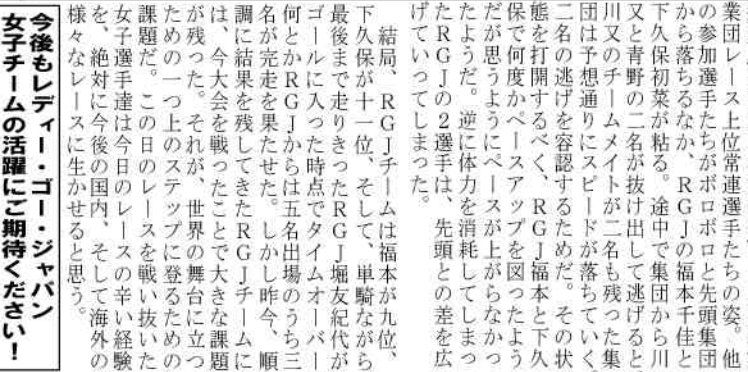 業団レース上位常連選手たちの姿。他
の参加選手たちがボロボロと先頭集団
から落ちるなか、RGJの福本千佳と
下久保初菜が粘る。途中で集団から川
又と青野の二名が抜け出して逃げると、
川又のチームメイトが二名も残った集
団は予想通りにスピードが落ちていく。
二名の逃げを容認するためだ。その状
態を打開するべく、RGJ福本と下久
保で何度かペースアップを図ったよう
だが思うようにペースが上がらなかっ
たようだ。逆に体力を消耗してしまっ
たRGJの2選手は、先頭との差を広
げていってしまった。
結局、RGJチームは福本が九位、
下久保が十一位、そして、単騎ながら
最後まで走りきったRGJ堀友紀代が
ゴールに入った時点でタイムオーバー
何とかRGJからは五名出場のうち三
名が完走を果たせた。しかし昨今、順
調に結果を残してきたRGJチームに
は、今大会を戦ったことで大きな課題
が残った。それが、世界の舞台に立つ
ための一つ上のステップに登るための
課題だ。この日のレースを戦い抜いた
女子選手達は今日のレースの辛い経験
を、絶対に今後の国内、そして海外の
様々なレースに生かせると思う。
今後もレディー・ゴー・ジャパン
女子チームの活躍にご期待ください！